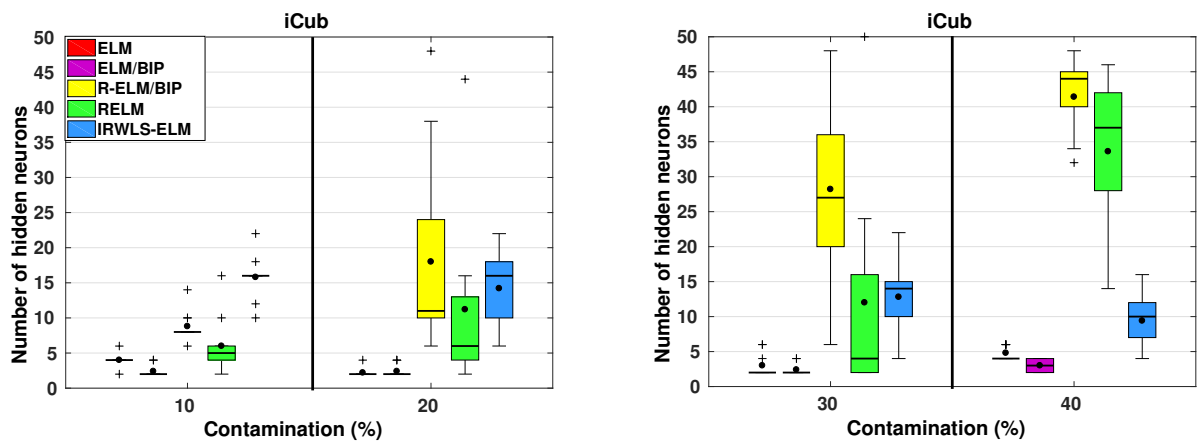 iCub
Number of hidden neurons
50
45
40
35
30
25
20
15
10
5
0
ELM
ELM/BIP
R-ELM/BIP
RELM
IRWLS-ELM
10
20
Contamination (%)
iCub
Number of hidden neurons
50
45
40
35
30
25
20
15
10
5
0
30
40
Contamination (%)